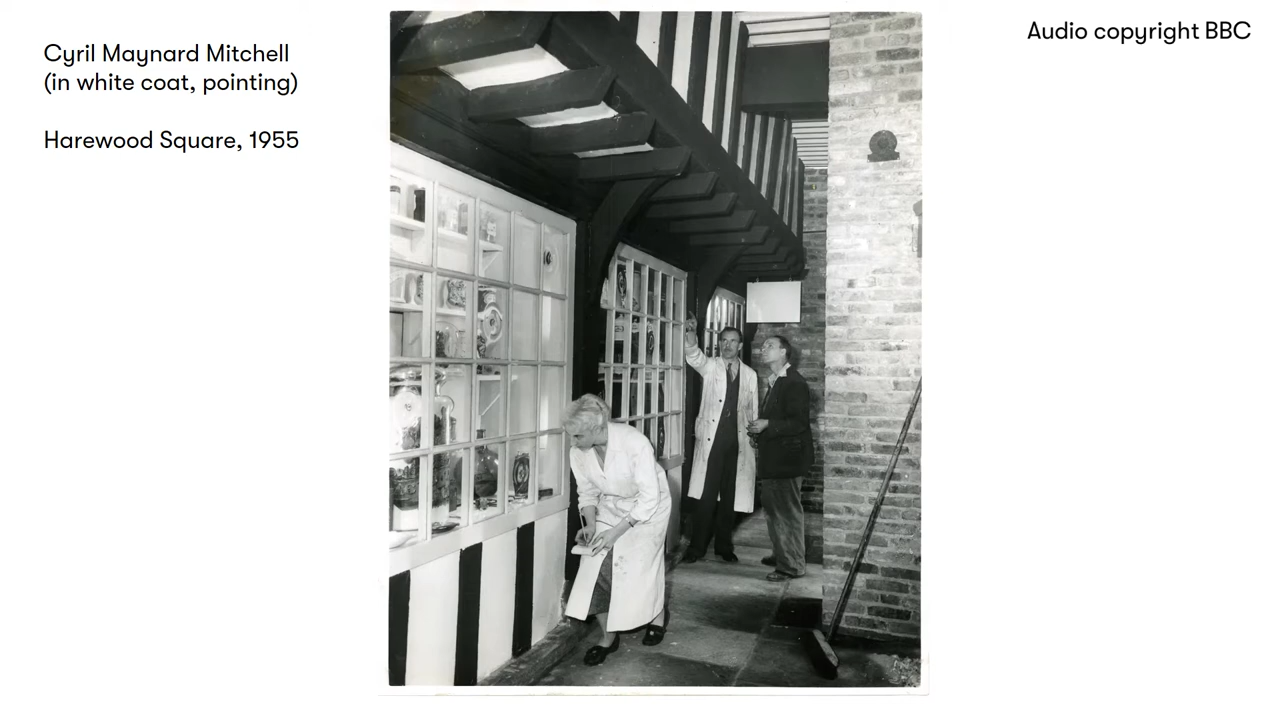 Cyril Maynard Mitchell
(in white coat, pointing)
Harewood Square, 1955
Audio copyright BBC